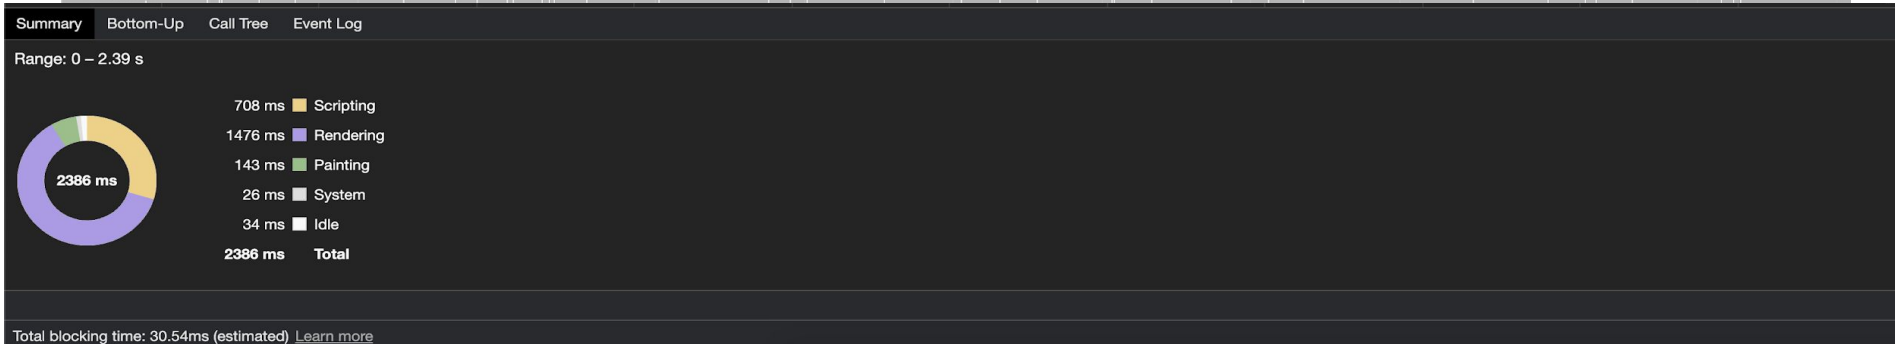 Summary Bottom-Up Call Tree Event Log
Range: 0 – 2.39 s
708 ms Scripting
1476 ms Rendering
2386 ms
143 ms Painting
26 ms System
34 ms Idle
2386 ms Total
Total blocking time: 30.54ms (estimated) Learn more